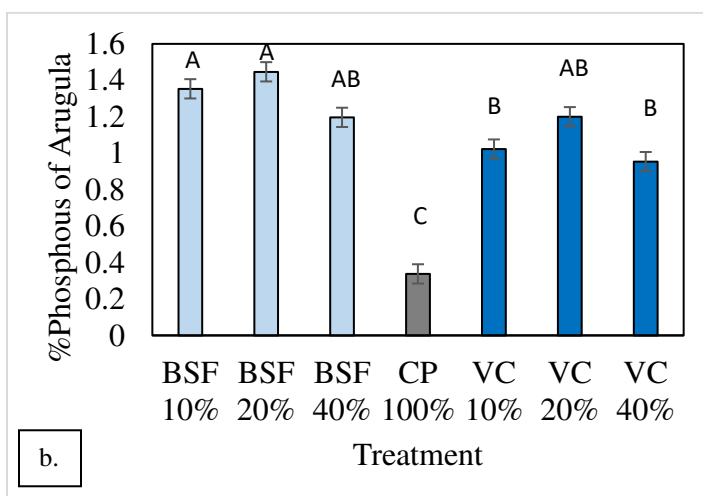 %Phosphous of Arugula
1.6
1.4
1.2
1
0.8
0.6
0.4
0.2
0
A
A
AB
C
B
AB
B
BSF 10%
BSF 20%
BSF 40%
CP 100%
VC 10%
VC 20%
VC 40%
Treatment
b.